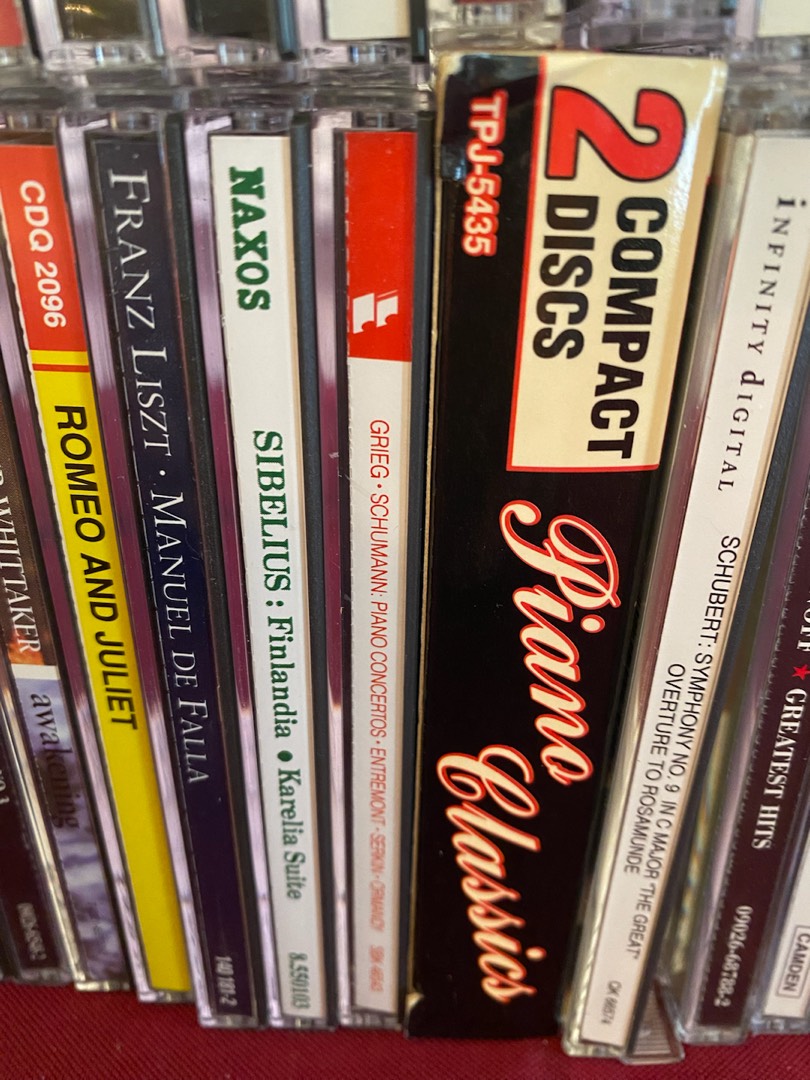 WHITTAKER
awakening
CDQ 2096
ROMEO AND JULIET
FRANZ LISZT · MANUEL DE FALLA
140 181-2
NAXOS
SIBELIUS : Finlandia ● Karelia Suite
8.550103
GRIEG • SCHUMANN: PIANO CONCERTOS • ENTREMONT • SERKIN • ORMANDY
TPJ-5435
2 COMPACT
DISCS
Piano Classics
iNFINITY dIGITAL
SCHUBERT: SYMPHONY NO. 9 IN C MAJOR "THE GREAT"
OVERTURE TO ROSAMUNDE
★ GREATEST HITS
CAMDEN